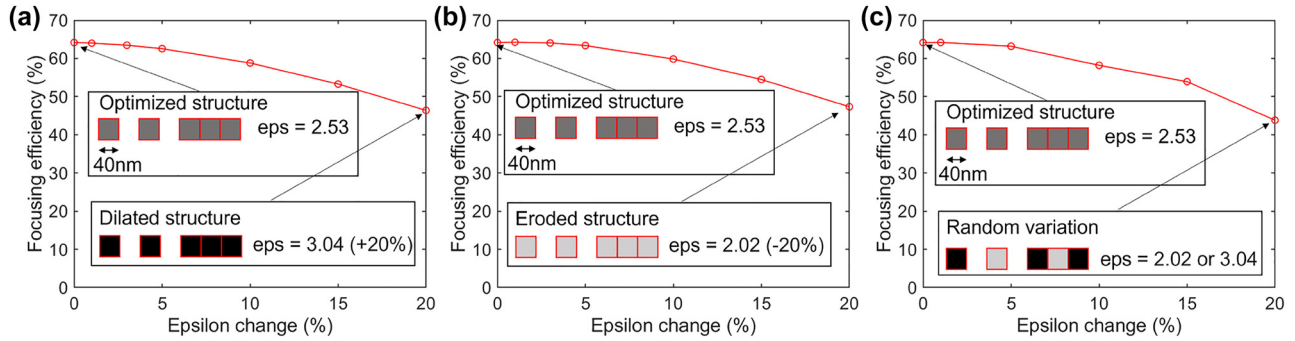 (a)
70
60
50
40
30
20
10
0
Focusing efficiency (%)
Optimized structure
eps = 2.53
40nm
Dilated structure
eps = 3.04 (+20%)
0 5 10 15 20
Epsilon change (%)
(b)
70
60
50
40
30
20
10
0
Focusing efficiency (%)
Optimized structure
eps = 2.53
40nm
Eroded structure
eps = 2.02 (-20%)
0 5 10 15 20
Epsilon change (%)
(c)
70
60
50
40
30
20
10
0
Focusing efficiency (%)
Optimized structure
eps = 2.53
40nm
Random variation
eps = 2.02 or 3.04
0 5 10 15 20
Epsilon change (%)